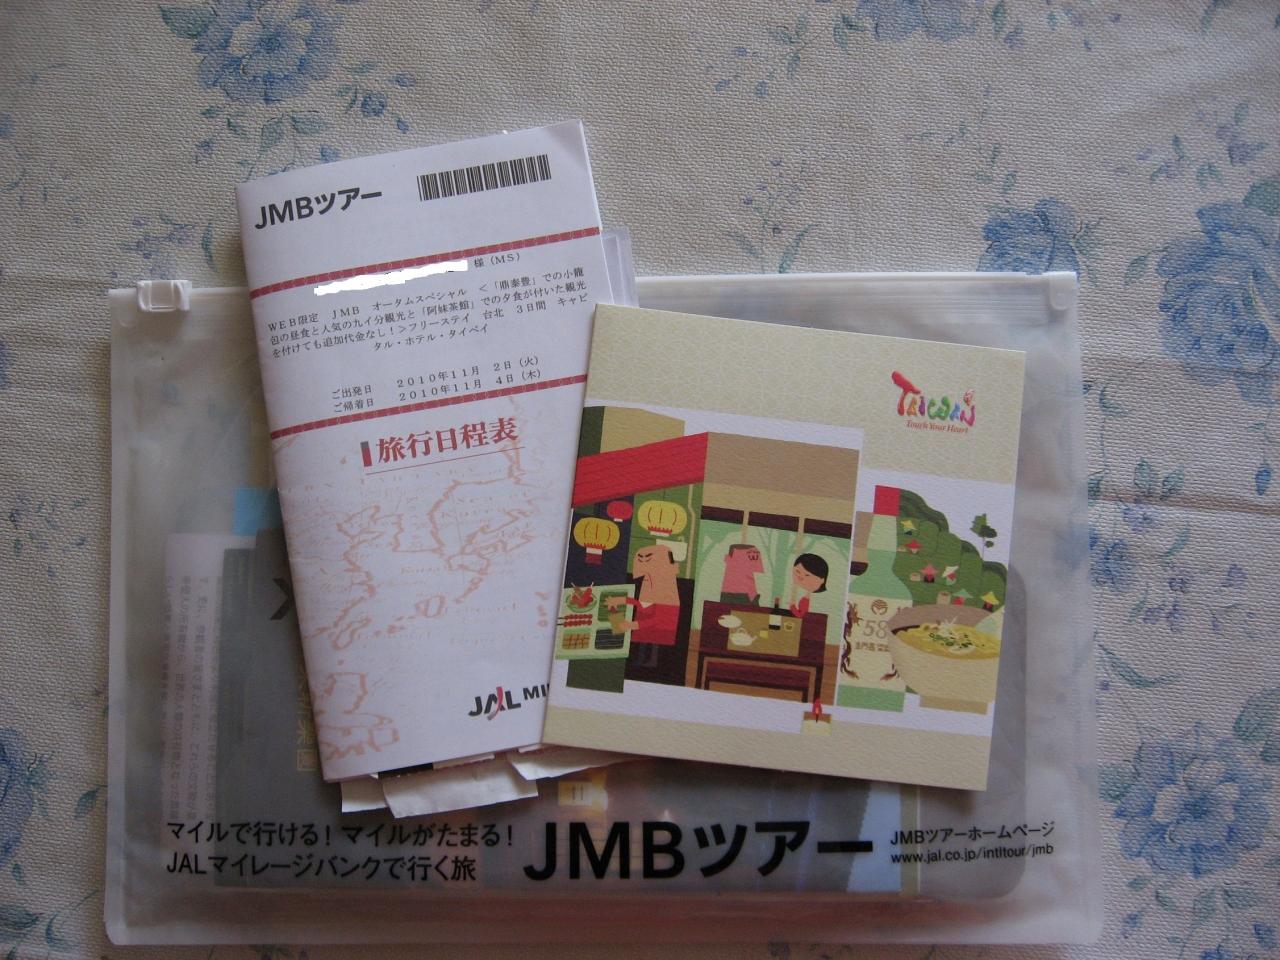 JMBツアー
様（MS）
WEB限定　JMB　オータムスペシャル　＜「鼎泰豊」での小籠
包の昼食と人気の九イ分観光と「阿妹茶館」での夕食が付いた観光
を付けても追加代金なし！＞フリーステイ　台北　3日間　キャピ
タル・ホテル・タイペイ
ご出発日　2010年11月　2日（火）
ご帰着日　2010年11月　4日（木）
旅行日程表
JAL MI
TAIWAN
Touch Your Heart
58
マイルで行ける！マイルがたまる！
JALマイレージバンクで行く旅
JMBツアー
JMBツアーホームページ
www.jal.co.jp/intltour/jmb